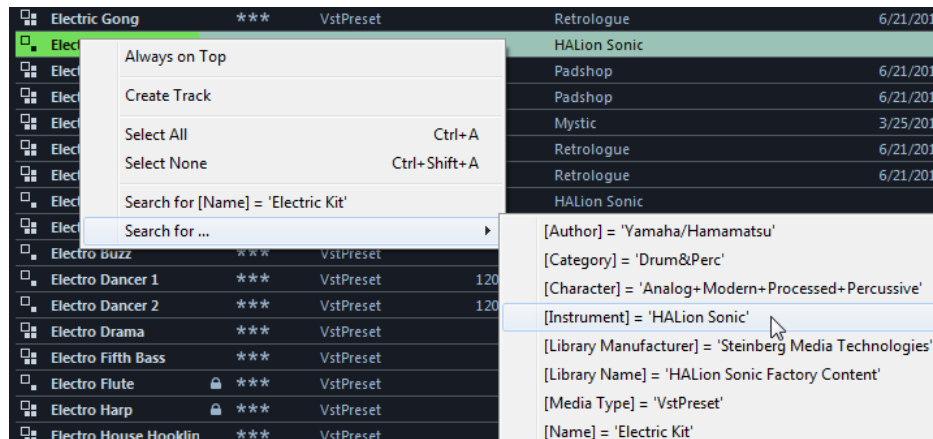 Electric Gong *** VstPreset Retrologue 6/21/201
Elect HALion Sonic
Always on Top
Elect Padshop 6/21/201
Create Track
Elect Padshop 6/21/201
Elect Mystic 3/25/201
Select All Ctrl+A
Elect Retrologue 6/21/201
Select None Ctrl+Shift+A
Elect Retrologue 6/21/201
Elect HALion Sonic
Search for [Name] = 'Electric Kit'
Elect
Search for ...
[Author] = 'Yamaha/Hamamatsu'
Electro Buzz *** VstPreset
[Category] = 'Drum&Perc'
Electro Dancer 1 *** VstPreset 120
[Character] = 'Analog+Modern+Processed+Percussive'
Electro Dancer 2 *** VstPreset 120
[Instrument] = 'HALion Sonic'
Electro Drama *** VstPreset
[Library Manufacturer] = 'Steinberg Media Technologies'
Electro Fifth Bass *** VstPreset
[Library Name] = 'HALion Sonic Factory Content'
Electro Flute *** VstPreset
[Media Type] = 'VstPreset'
Electro Harp *** VstPreset
[Name] = 'Electric Kit'
Electro House Hooklin *** VstPreset